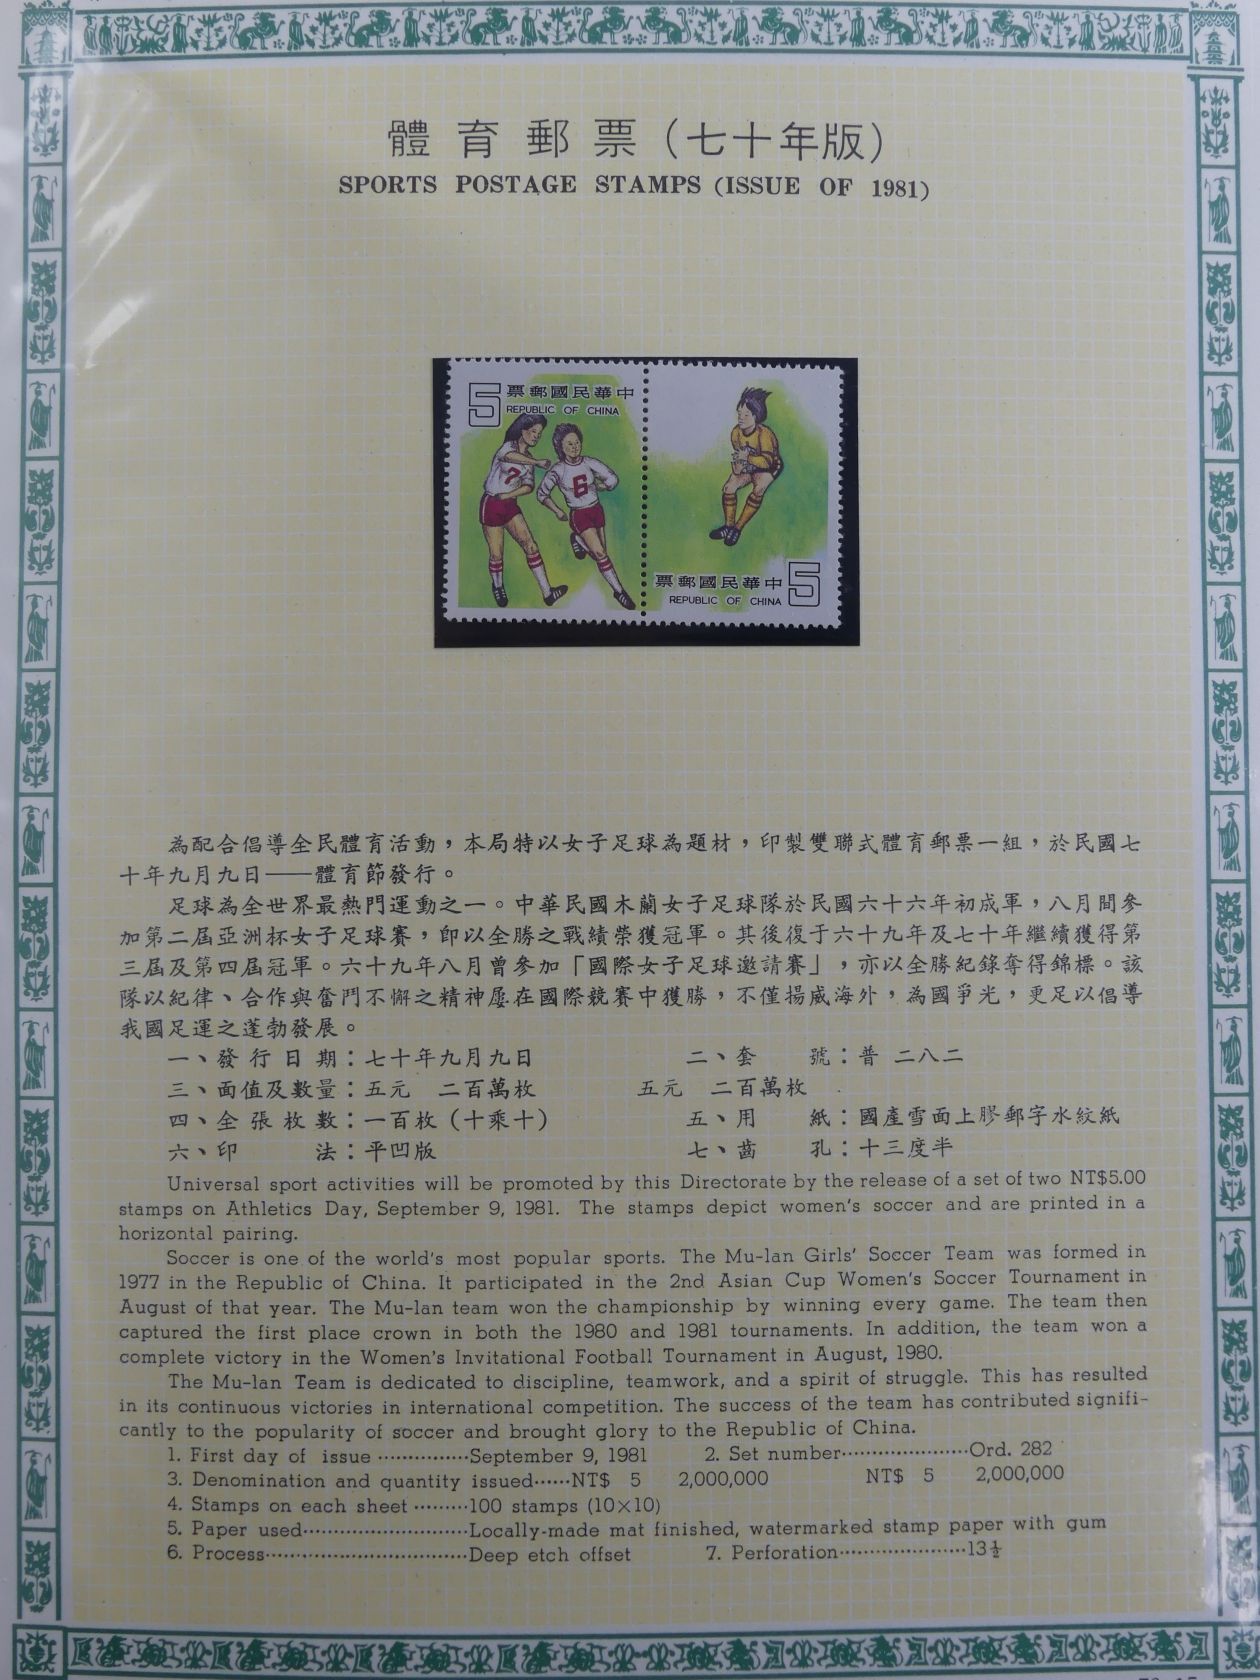 體育郵票(七十年版)
SPORTS POSTAGE STAMPS (ISSUE OF 1981)
5 票郵國民華中
REPUBLIC OF CHINA
7
6
票郵國民華中 5
REPUBLIC OF CHINA
為配合倡導全民體育活動，本局特以女子足球為題材，印製雙聯式體育郵票一組，於民國七
十年九月九日——體育節發行。
足球為全世界最熱門運動之一。中華民國木蘭女子足球隊於民國六十六年初成軍，八月間參
加第二屆亞洲杯女子足球賽，即以全勝之戰績榮獲冠軍。其後復于六十九年及七十年繼續獲得第
三屆及第四屆冠軍。六十九年八月曾參加「國際女子足球邀請賽」，亦以全勝紀錄奪得錦標。該
隊以紀律、合作與奮鬥不懈之精神屢在國際競賽中獲勝，不僅揚威海外，為國爭光，更足以倡導
我國足運之蓬勃發展。
一、發行日期：七十年九月九日 二、套 號：普 二八二
三、面值及數量：五元 二百萬枚 五元 二百萬枚
四、全張枚數：一百枚(十乘十) 五、用 紙：國產雪面上膠郵字水紋紙
六、印 法：平凹版 七、齒 孔：十三度半
Universal sport activities will be promoted by this Directorate by the release of a set of two NT$5.00
stamps on Athletics Day, September 9, 1981. The stamps depict women's soccer and are printed in a
horizontal pairing.
Soccer is one of the world's most popular sports. The Mu-lan Girls' Soccer Team was formed in
1977 in the Republic of China. It participated in the 2nd Asian Cup Women's Soccer Tournament in
August of that year. The Mu-lan team won the championship by winning every game. The team then
captured the first place crown in both the 1980 and 1981 tournaments. In addition, the team won a
complete victory in the Women's Invitational Football Tournament in August, 1980.
The Mu-lan Team is dedicated to discipline, teamwork, and a spirit of struggle. This has resulted
in its continuous victories in international competition. The success of the team has contributed signifi-
cantly to the popularity of soccer and brought glory to the Republic of China.
1. First day of issue ···············September 9, 1981 2. Set number·····················Ord. 282
3. Denomination and quantity issued······NT$ 5 2,000,000 NT$ 5 2,000,000
4. Stamps on each sheet ·········100 stamps (10×10)
5. Paper used···························Locally-made mat finished, watermarked stamp paper with gum
6. Process·································Deep etch offset 7. Perforation·····················13½